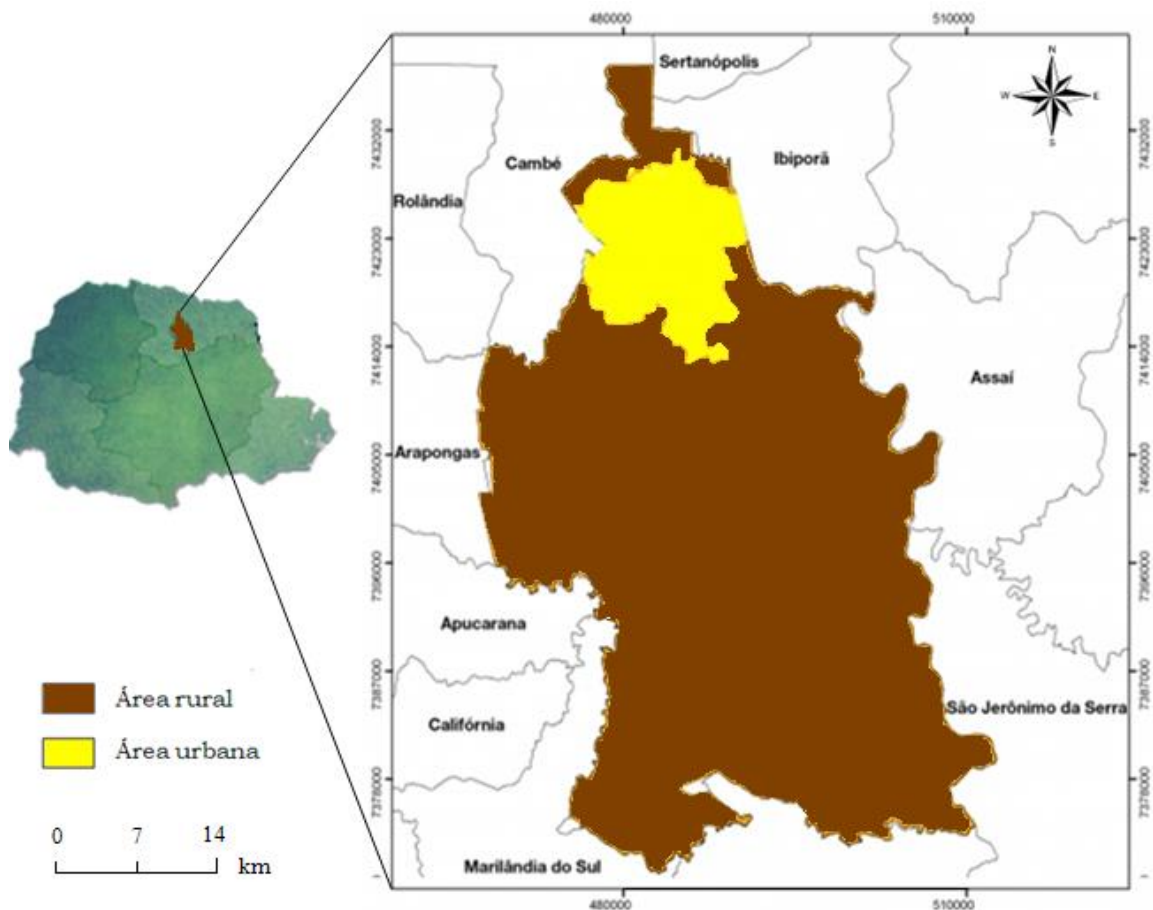 480000
510000
Sertanópolis
N
W
E
S
7432000
7432000
Cambé
Ibiporã
Rolândia
7423000
7423000
7414000
7414000
Assaí
Arapongas
7405000
7405000
7396000
7396000
Apucarana
7387000
7387000
Área rural
São Jerônimo da Serra
Califórnia
Área urbana
7378000
7378000
0
7
14
km
Marilândia do Sul
480000
510000